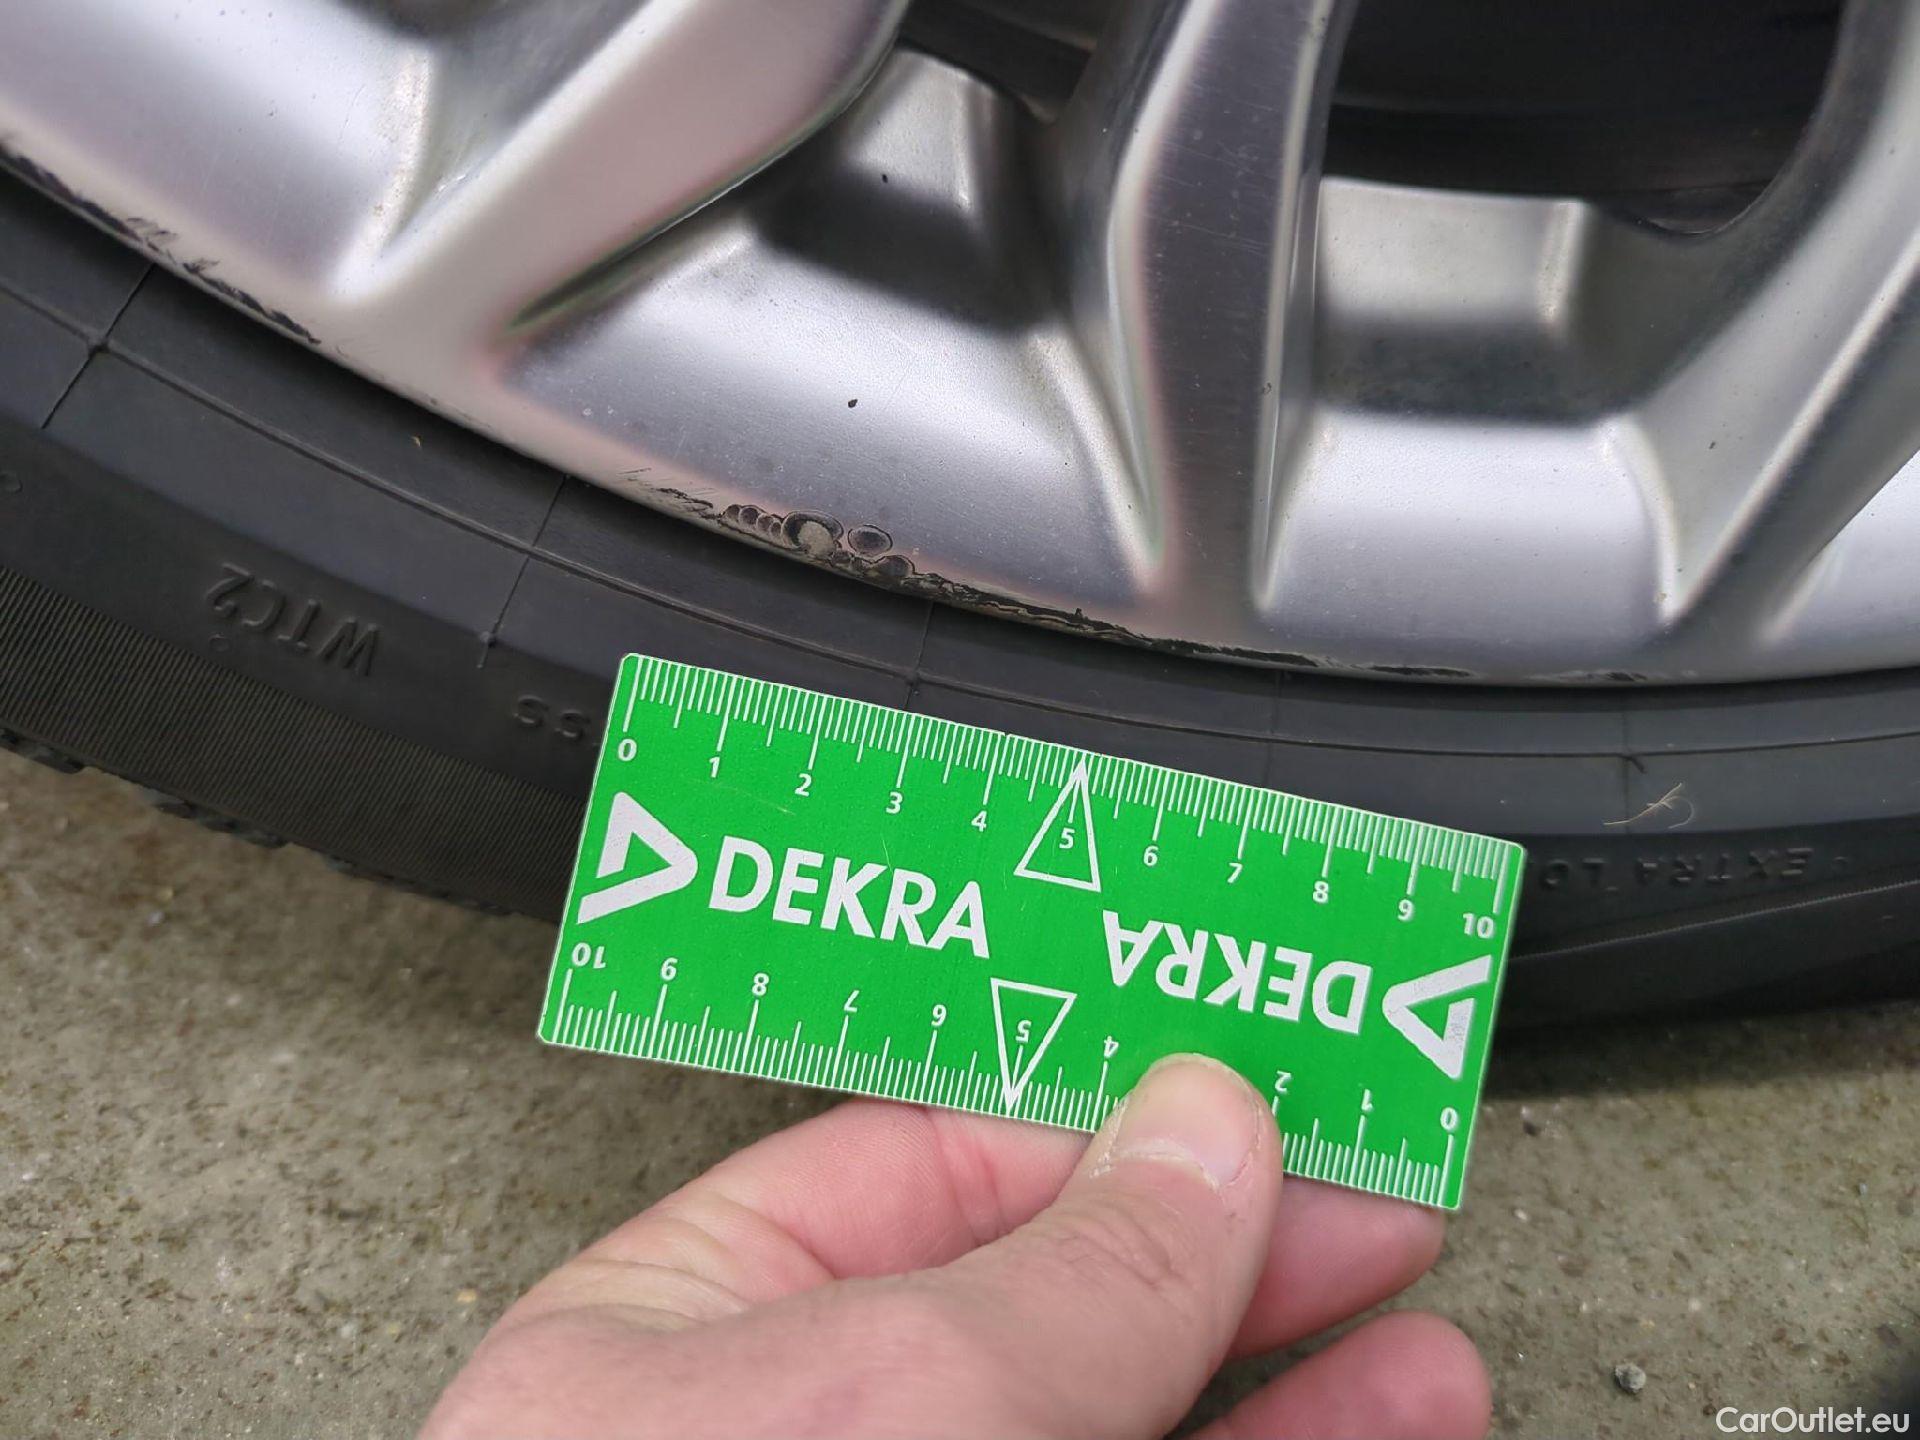 WTC2
SS
0 1 2 3 4 5 6 7 8 9 10
DEKRA
DEKRA
10 9 8 7 6 5 4 2 1 0
EXTRA LO
CarOutlet.eu